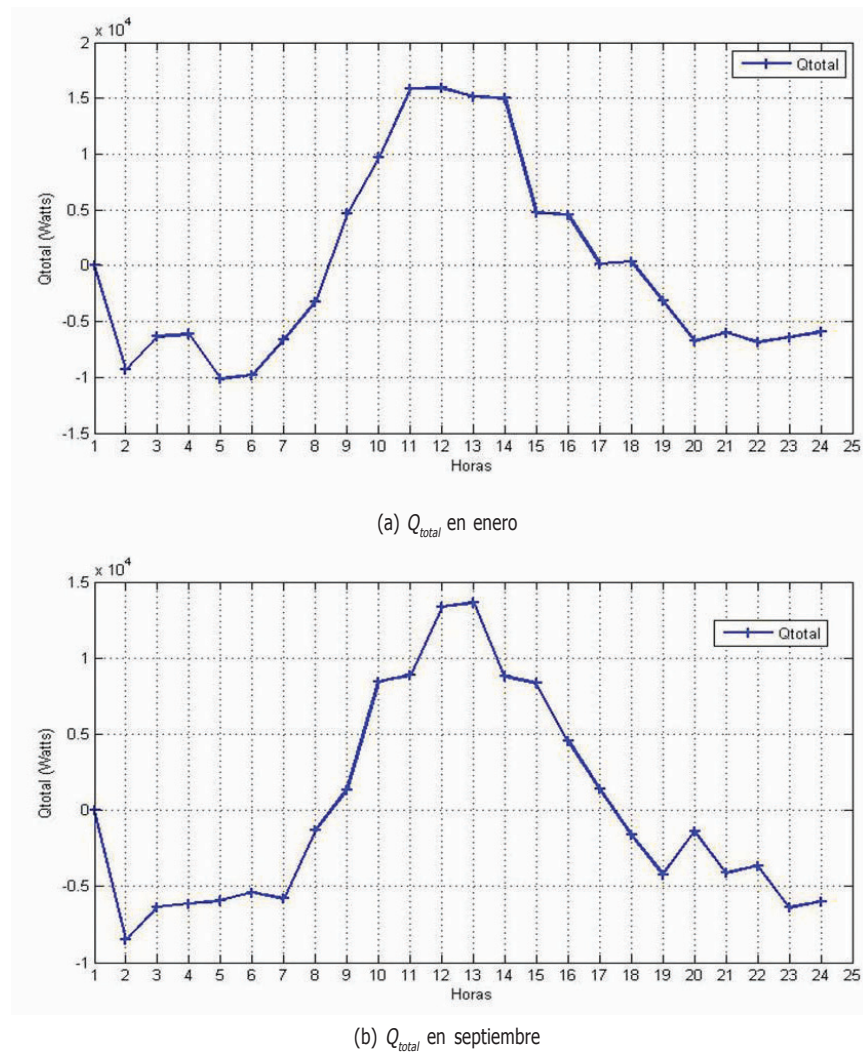 x 10⁴
2
1.5
1
0.5
0
-0.5
-1
-1.5
Qtotal (Watts)
Qtotal
1 2 3 4 5 6 7 8 9 10 11 12 13 14 15 16 17 18 19 20 21 22 23 24 25
Horas
(a) Qtotal en enero
x 10⁴
1.5
1
0.5
0
-0.5
-1
Qtotal (Watts)
Qtotal
1 2 3 4 5 6 7 8 9 10 11 12 13 14 15 16 17 18 19 20 21 22 23 24 25
Horas
(b) Qtotal en septiembre